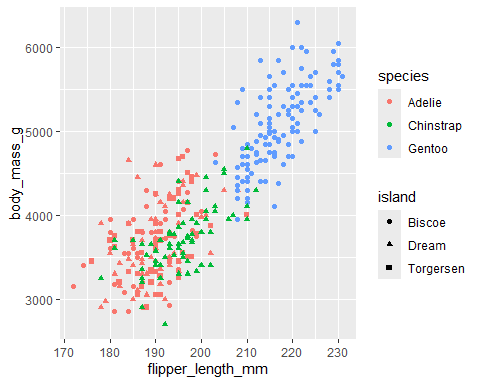 body_mass_g
6000
5000
4000
3000
170
180
190
200
210
220
230
flipper_length_mm
species
Adelie
Chinstrap
Gentoo
island
Biscoe
Dream
Torgersen